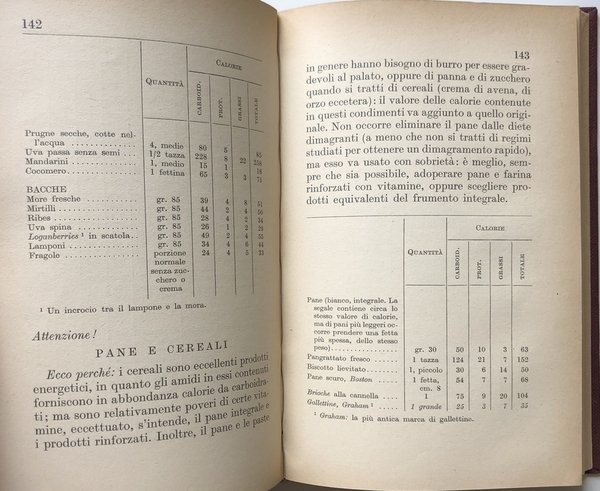 142
QUANTITÀ
CALORIE
CARBOID.
PROT.
GRASSI
TOTALE
Prugne secche, cotte nel-
l'acqua 4, medie 80 5 85
Uva passa senza semi 1/2 tazza 228 8 22 258
Mandarini 1, medio 15 1 16
Cocomero 1 fettina 65 3 3 71
BACCHE
More fresche gr. 85 39 4 8 51
Mirtilli gr. 85 44 2 4 50
Ribes gr. 85 28 4 2 34
Uva spina gr. 85 26 1 2
Loganberries ¹ in scatola gr. 85 49 2 4 55
Lamponi gr. 85 34 4 6 44
Fragole porzione 24 4 5 33
normale
senza zuc-
chero o
crema
¹ Un incrocio tra il lampone e la mora.
Attenzione!
PANE E CEREALI
Ecco perché: i cereali sono eccellenti prodotti
energetici, in quanto gli amidi in essi contenuti
forniscono in abbondanza calorie da carboidra-
ti; ma sono relativamente poveri di certe vita-
mine, eccettuato, s'intende, il pane integrale e
i prodotti rinforzati. Inoltre, il pane e le paste
143
in genere hanno bisogno di burro per essere gra-
devoli al palato, oppure di panna e di zucchero
quando si tratti di cereali (crema di avena, di
orzo eccetera): il valore delle calorie contenute
in questi condimenti va aggiunto a quello origi-
nale. Non occorre eliminare il pane dalle diete
dimagranti (a meno che non si tratti di regimi
studiati per ottenere un dimagramento rapido),
ma esso va usato con sobrietà: è meglio, sem-
pre che sia possibile, adoperare pane e farina
rinforzati con vitamine, oppure scegliere pro-
dotti equivalenti del frumento integrale.
QUANTITÀ
CALORIE
CARBOID.
PROT.
GRASSI
TOTALE
Pane (bianco, integrale. La
segale contiene circa lo
stesso valore di calorie,
ma di pani più leggeri oc-
corre prendere una fetta
più spessa, dello stesso
peso) gr. 30 50 10 3 63
Pangrattato fresco 1 tazza 124 21 7 152
Biscotto lievitato 1, piccolo 30 6 14 50
Pane scuro, Boston 1 fetta, 54 7 7 68
cm. 8
Brioche alla cannella 1 75 9 20 104
Gallettine, Graham ¹ 1 grande 25 3 7 35
¹ Graham: la più antica marca di gallettine.